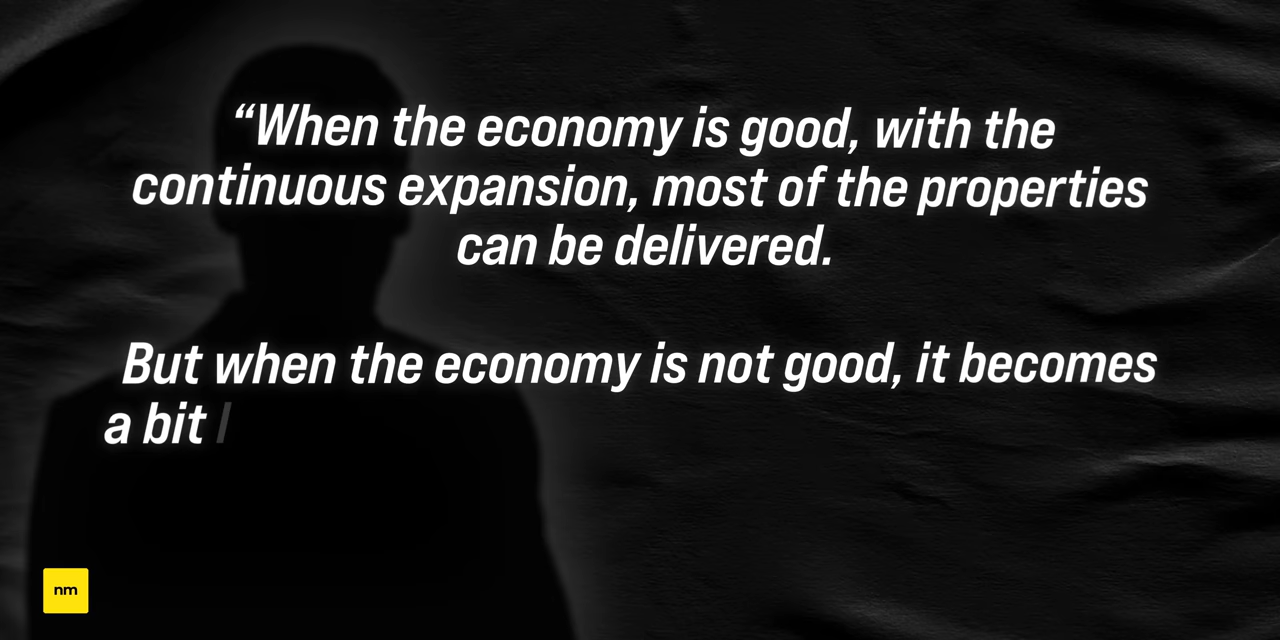 “When the economy is good, with the
continuous expansion, most of the properties
can be delivered.
But when the economy is not good, it becomes
a bit
nm